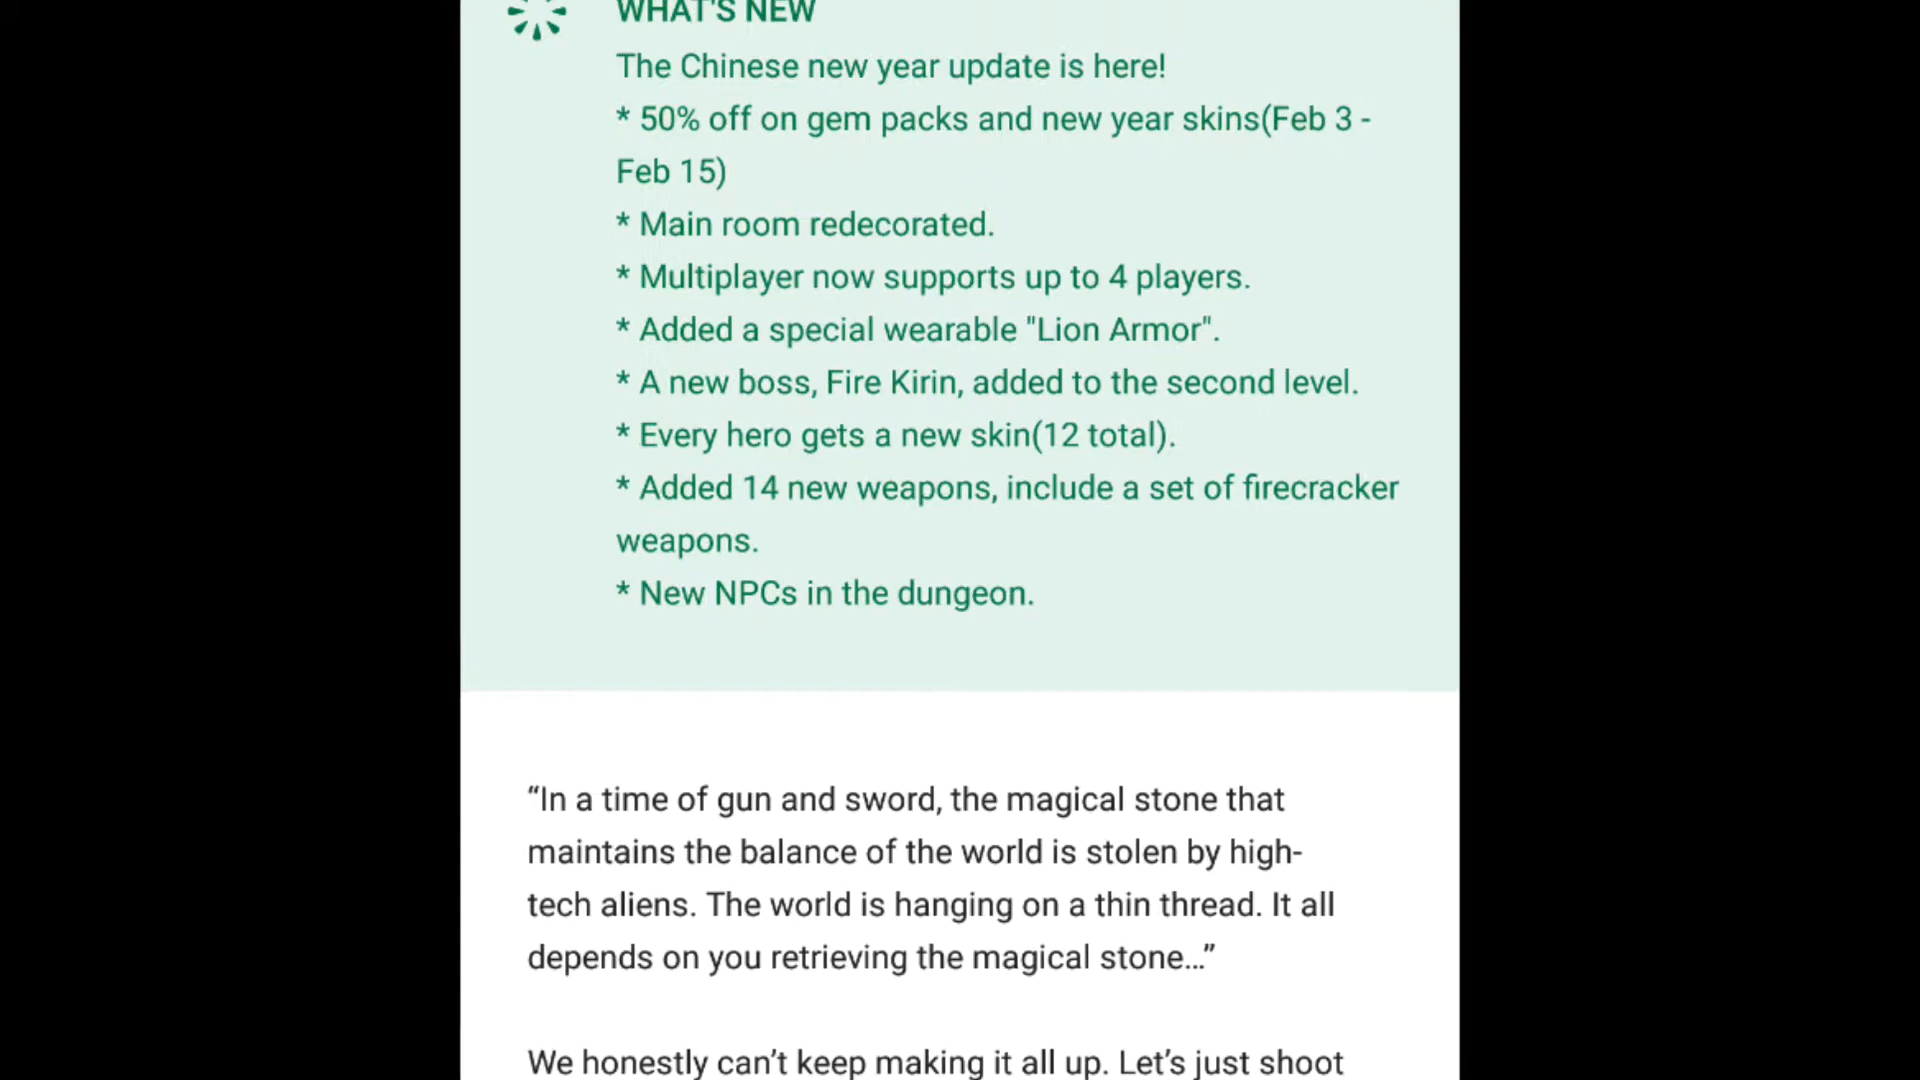 WHAT'S NEW
The Chinese new year update is here!
* 50% off on gem packs and new year skins(Feb 3 -
Feb 15)
* Main room redecorated.
* Multiplayer now supports up to 4 players.
* Added a special wearable "Lion Armor".
* A new boss, Fire Kirin, added to the second level.
* Every hero gets a new skin(12 total).
* Added 14 new weapons, include a set of firecracker
weapons.
* New NPCs in the dungeon.
“In a time of gun and sword, the magical stone that
maintains the balance of the world is stolen by high-
tech aliens. The world is hanging on a thin thread. It all
depends on you retrieving the magical stone…”
We honestly can’t keep making it all up. Let’s just shoot